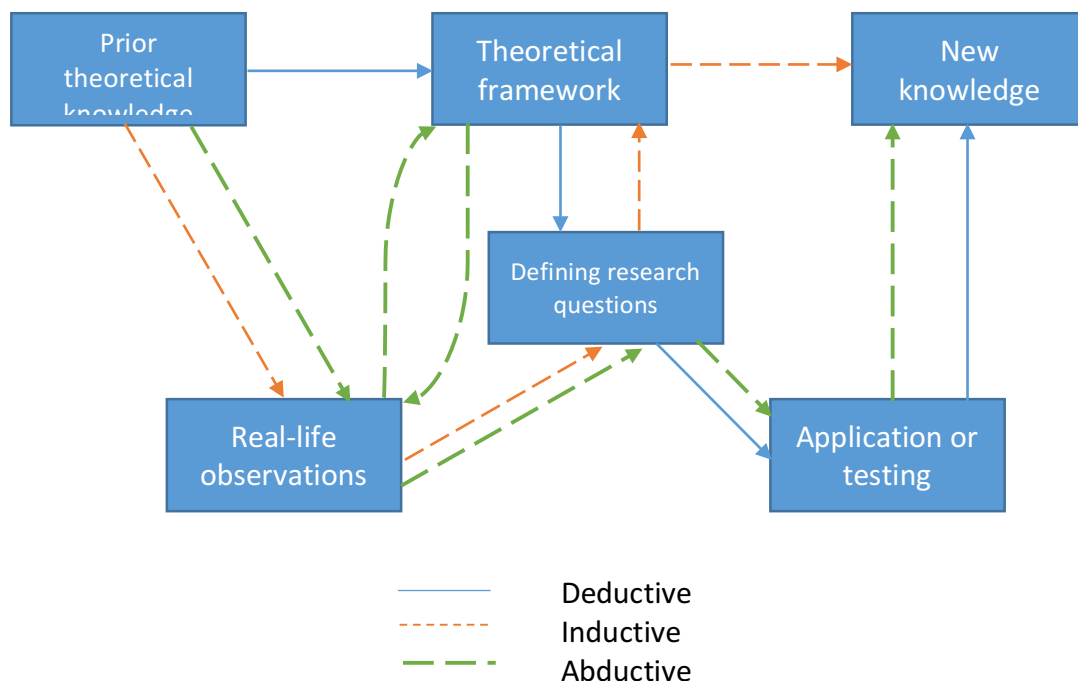 Prior
theoretical
knowledge
Theoretical
framework
New
knowledge
Defining research
questions
Real-life
observations
Application or
testing
Deductive
Inductive
Abductive